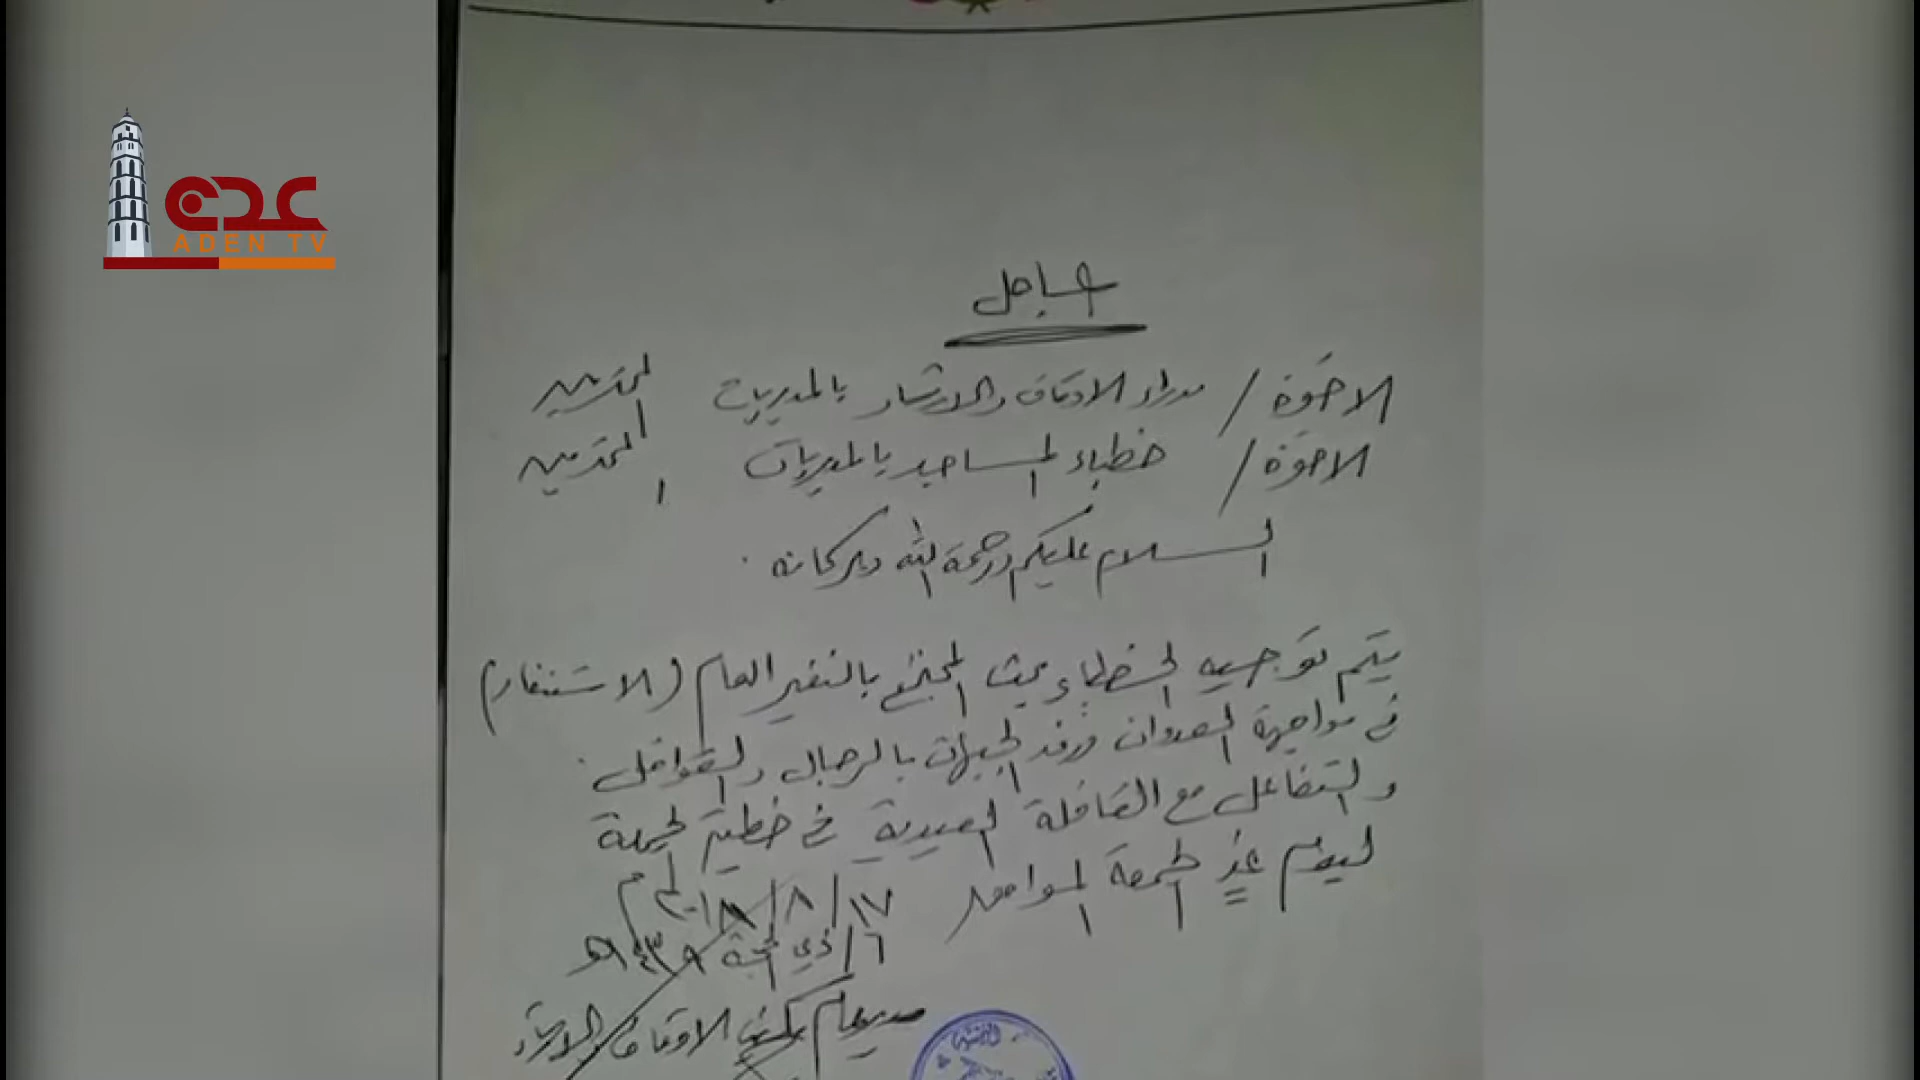 عدن
ADEN TV
عاجل
الاخوة / مدراء الاوقاف والارشاد بالمديريات المحترمين
الاخوة / خطباء المساجد بالمديريات المحترمين
السلام عليكم ورحمة الله وبركاته .
يتم توجيه الخطباء بحث المجتمع بالنفير العام (الاستنفار)
في مواجهة العدوان ورفد الجبهات بالرجال والقوافل .
والتفاعل مع القافلة العيدية في خطبة الجمعة
ليوم غدٍ الجمعة الموافق ١٧/٨/٢٠١٨م
٦/ذي الحجة ١٤٣٩هـ
مدير عام مكتب الاوقاف والارشاد